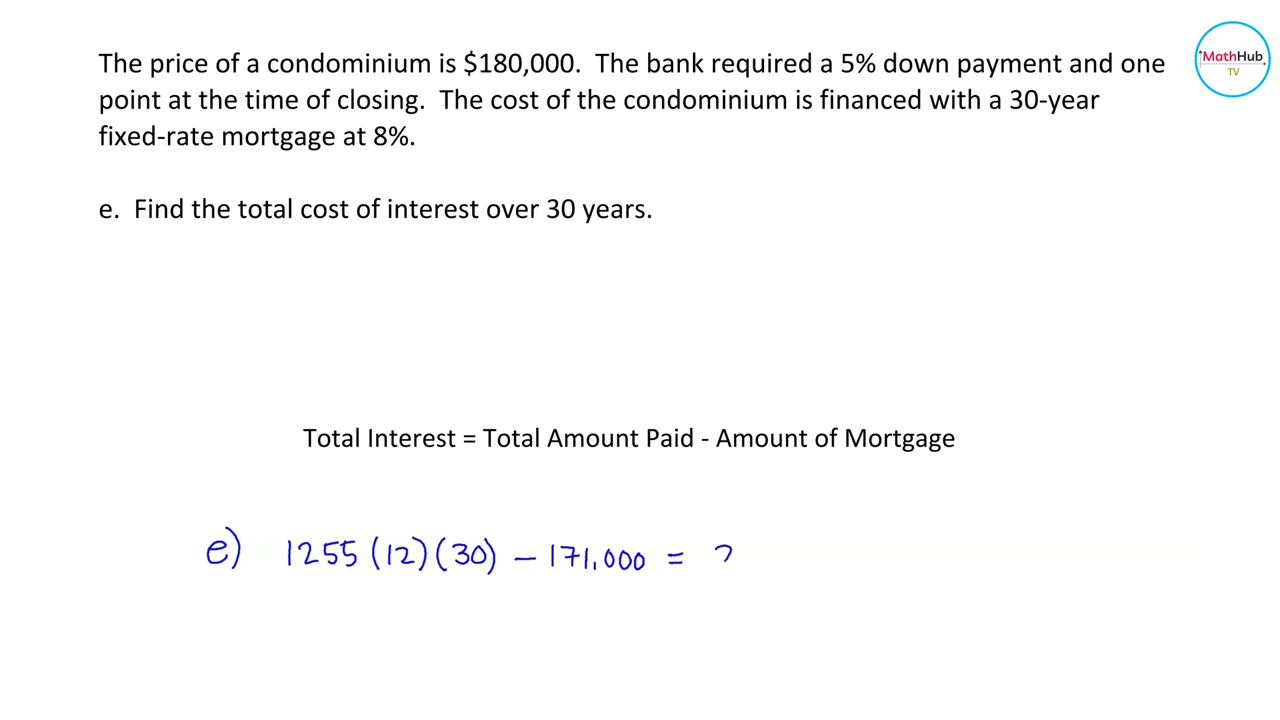 MathHub
TV
The price of a condominium is $180,000. The bank required a 5% down payment and one
point at the time of closing. The cost of the condominium is financed with a 30-year
fixed-rate mortgage at 8%.
e. Find the total cost of interest over 30 years.
Total Interest = Total Amount Paid - Amount of Mortgage
e) 1255 (12) (30) - 171,000 = 2